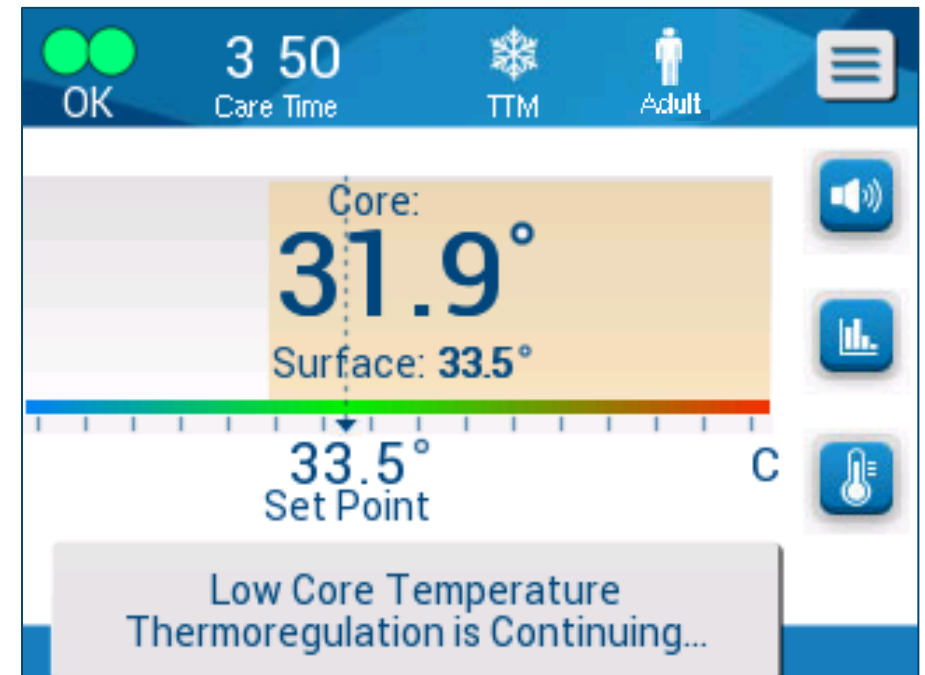 OK
3 50
Care Time
TTM
Adult
Core:
31.9°
Surface: 33.5°
33.5°
C
Set Point
Low Core Temperature
Thermoregulation is Continuing...